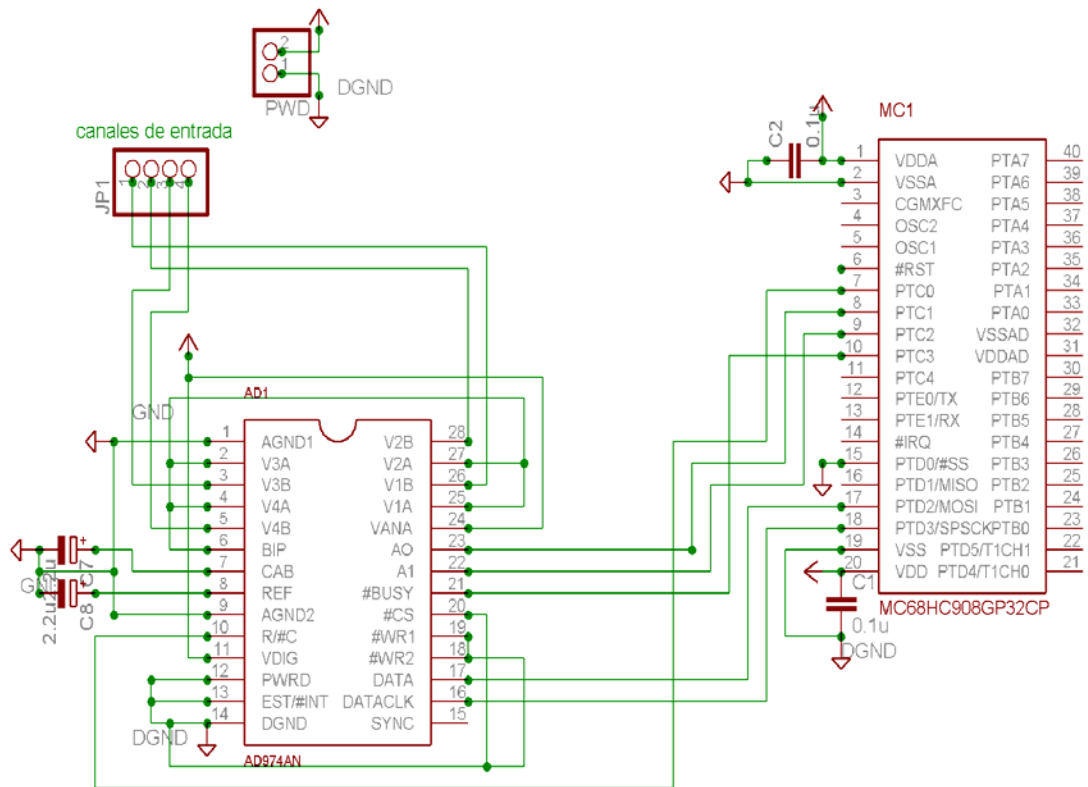 2
1
PWD
DGND
canales de entrada
JP1
1
2
3
4
MC1
C2
0.1u
1 VDDA PTA7 40
2 VSSA PTA6 39
3 CGMXFC PTA5 38
4 OSC2 PTA4 37
5 OSC1 PTA3 36
6 #RST PTA2 35
7 PTC0 PTA1 34
8 PTC1 PTA0 33
9 PTC2 VSSAD 32
10 PTC3 VDDAD 31
11 PTC4 PTB7 30
12 PTE0/TX PTB6 29
13 PTE1/RX PTB5 28
14 #IRQ PTB4 27
15 PTD0/#SS PTB3 26
16 PTD1/MISO PTB2 25
17 PTD2/MOSI PTB1 24
18 PTD3/SPSCK PTB0 23
19 VSS PTD5/T1CH1 22
20 VDD PTD4/T1CH0 21
MC68HC908GP32CP
C1
0.1u
DGND
AD1
GND
1 AGND1 V2B 28
2 V3A V2A 27
3 V3B V1B 26
4 V4A V1A 25
5 V4B VANA 24
6 BIP AO 23
7 CAB A1 22
8 REF #BUSY 21
9 AGND2 #CS 20
10 R/#C #WR1 19
11 VDIG #WR2 18
12 PWRD DATA 17
13 EST/#INT DATACLK 16
14 DGND SYNC 15
AD974AN
+
C7
2.2u
GND
+
C8
2.2u
DGND